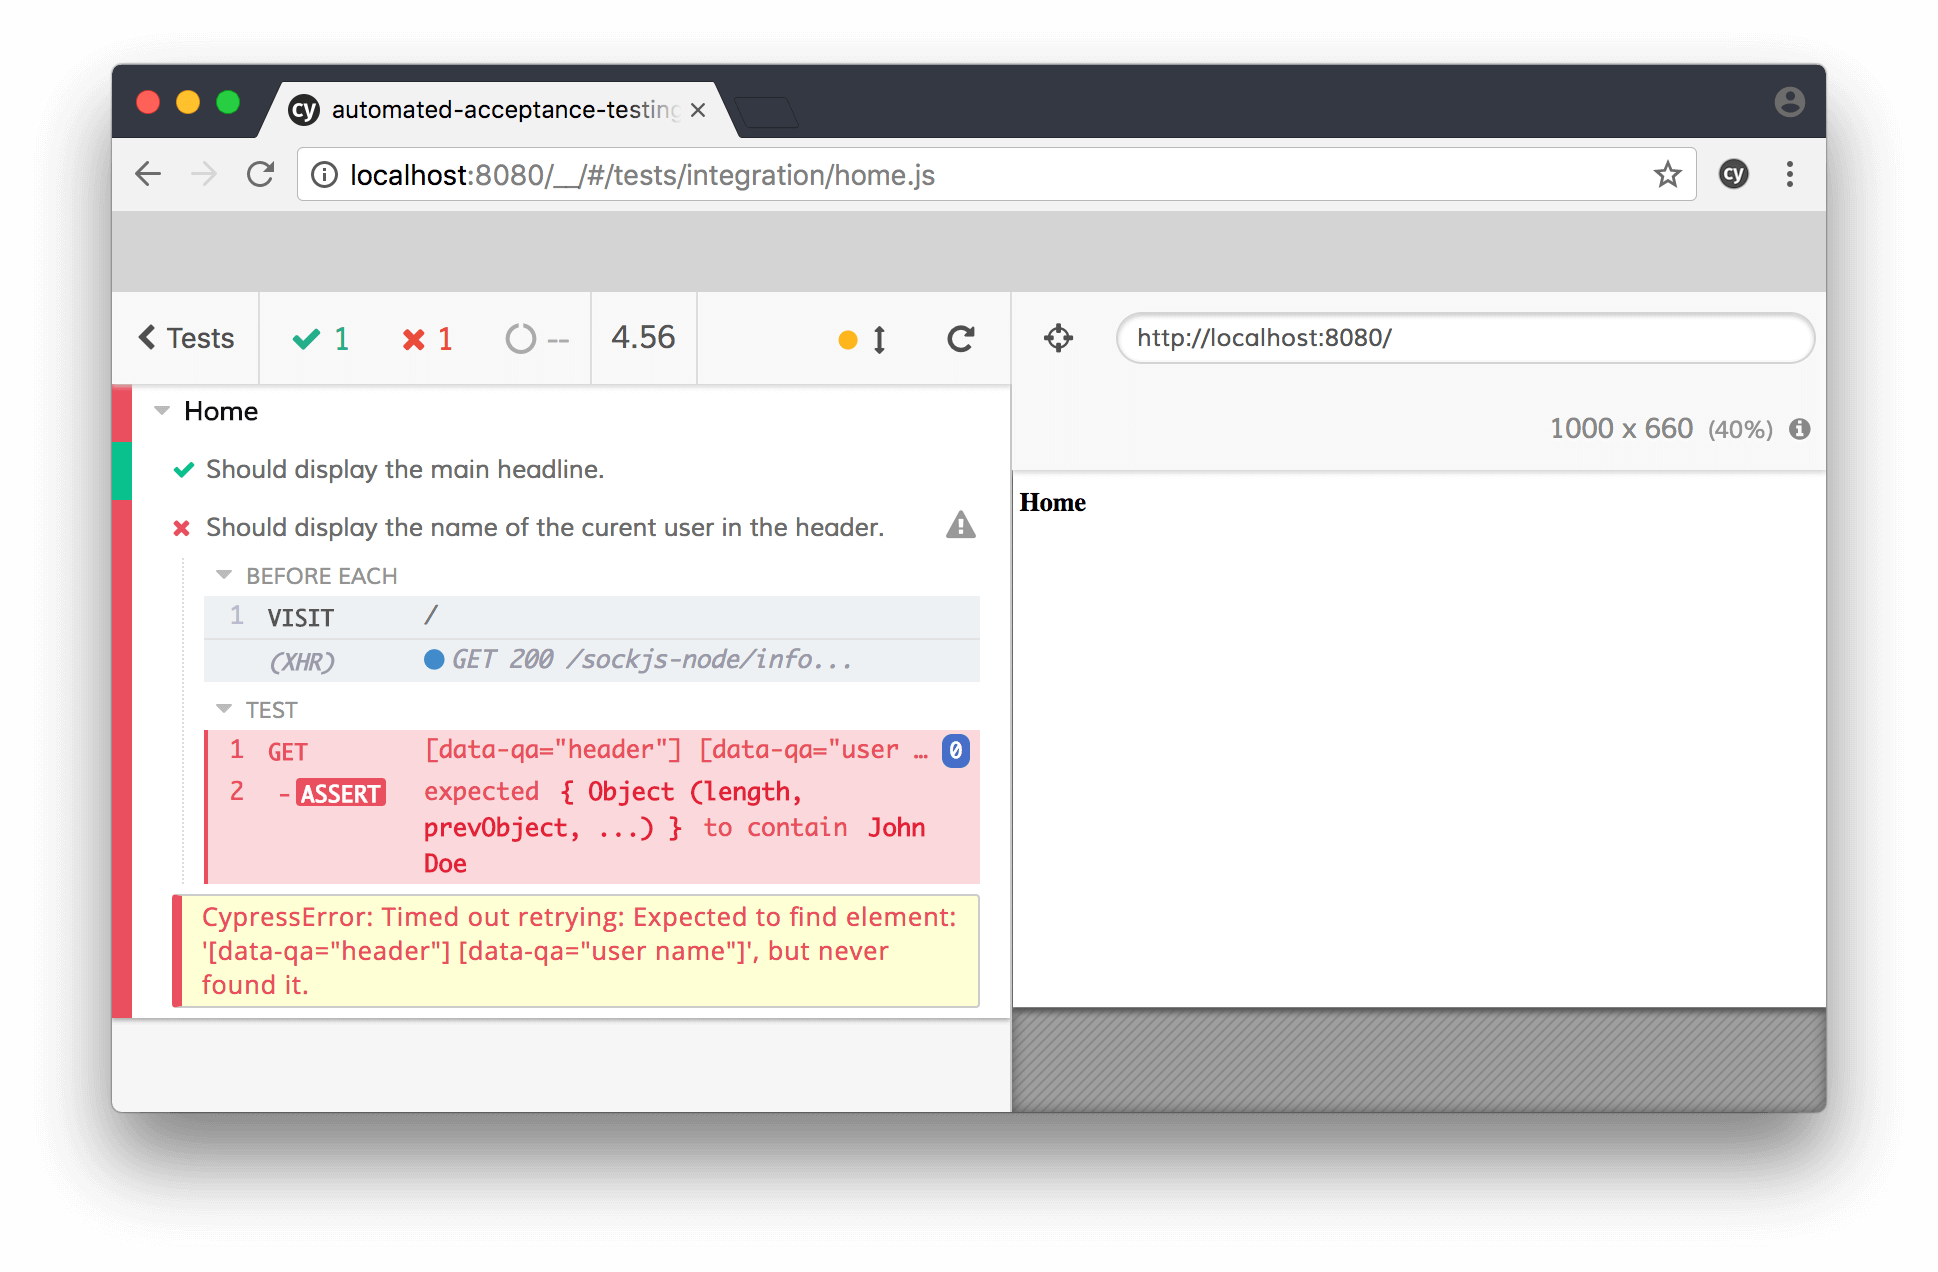 cy automated-acceptance-testing
localhost:8080/__/#/tests/integration/home.js
cy
Tests
1
1
--
4.56
http://localhost:8080/
1000 x 660 (40%)
Home
Should display the main headline.
Should display the name of the curent user in the header.
BEFORE EACH
1 VISIT /
(XHR) GET 200 /sockjs-node/info...
TEST
1 GET [data-qa="header"] [data-qa="user … 0
2 -ASSERT expected { Object (length,
prevObject, ...) } to contain John
Doe
CypressError: Timed out retrying: Expected to find element:
'[data-qa="header"] [data-qa="user name"]', but never
found it.
Home